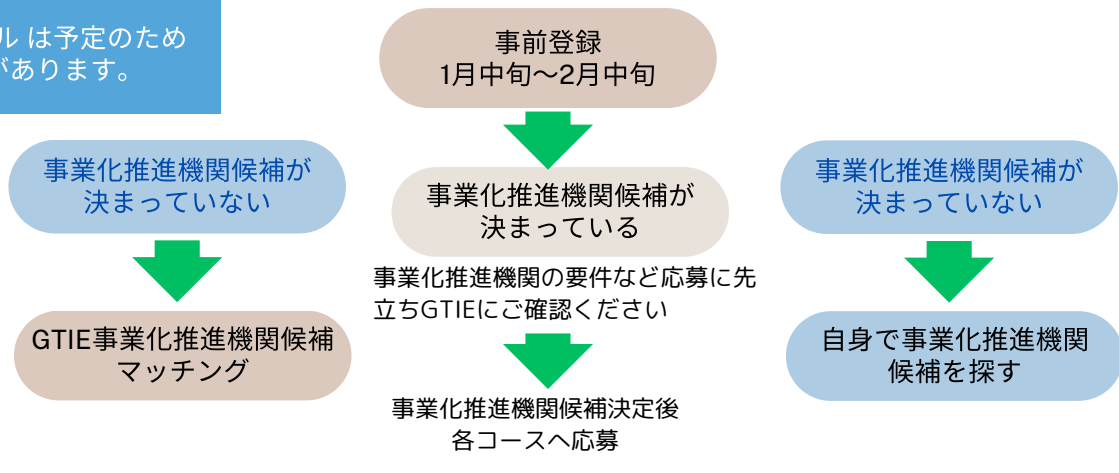 ル は予定のため
があります。
事前登録
1月中旬〜2月中旬
事業化推進機関候補が
決まっていない
事業化推進機関候補が
決まっている
事業化推進機関候補が
決まっていない
事業化推進機関の要件など応募に先
立ちGTIEにご確認ください
GTIE事業化推進機関候補
マッチング
自身で事業化推進機関
候補を探す
事業化推進機関候補決定後
各コースへ応募